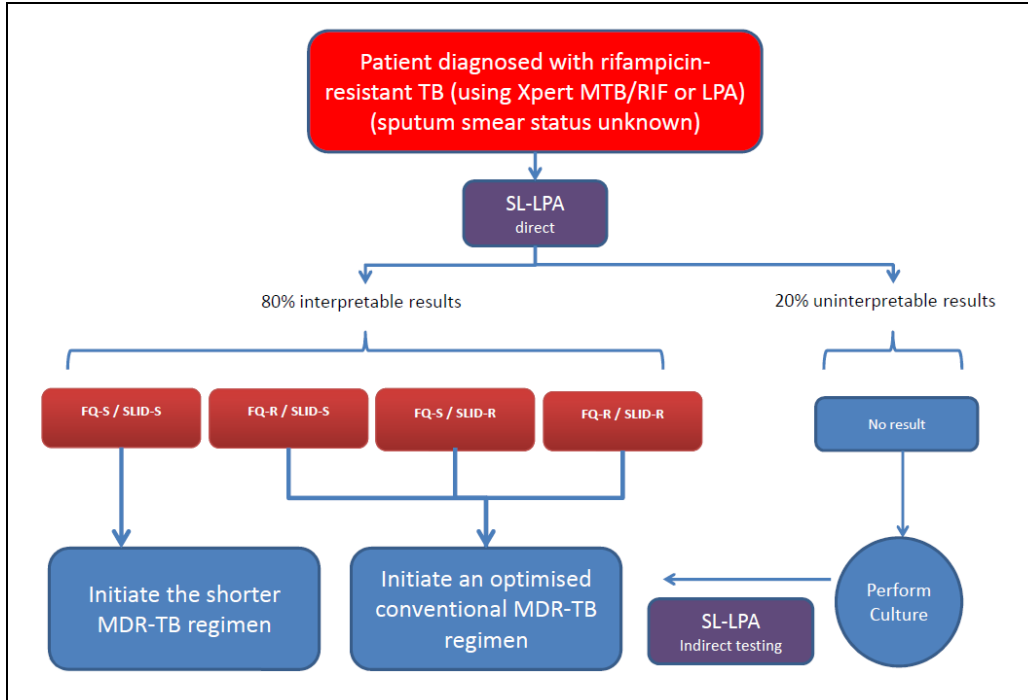 Patient diagnosed with rifampicin-
resistant TB (using Xpert MTB/RIF or LPA)
(sputum smear status unknown)
SL-LPA
direct
80% interpretable results
20% uninterpretable results
FQ-S / SLID-S
FQ-R / SLID-S
FQ-S / SLID-R
FQ-R / SLID-R
No result
Initiate the shorter
MDR-TB regimen
Initiate an optimised
conventional MDR-TB
regimen
SL-LPA
Indirect testing
Perform
Culture